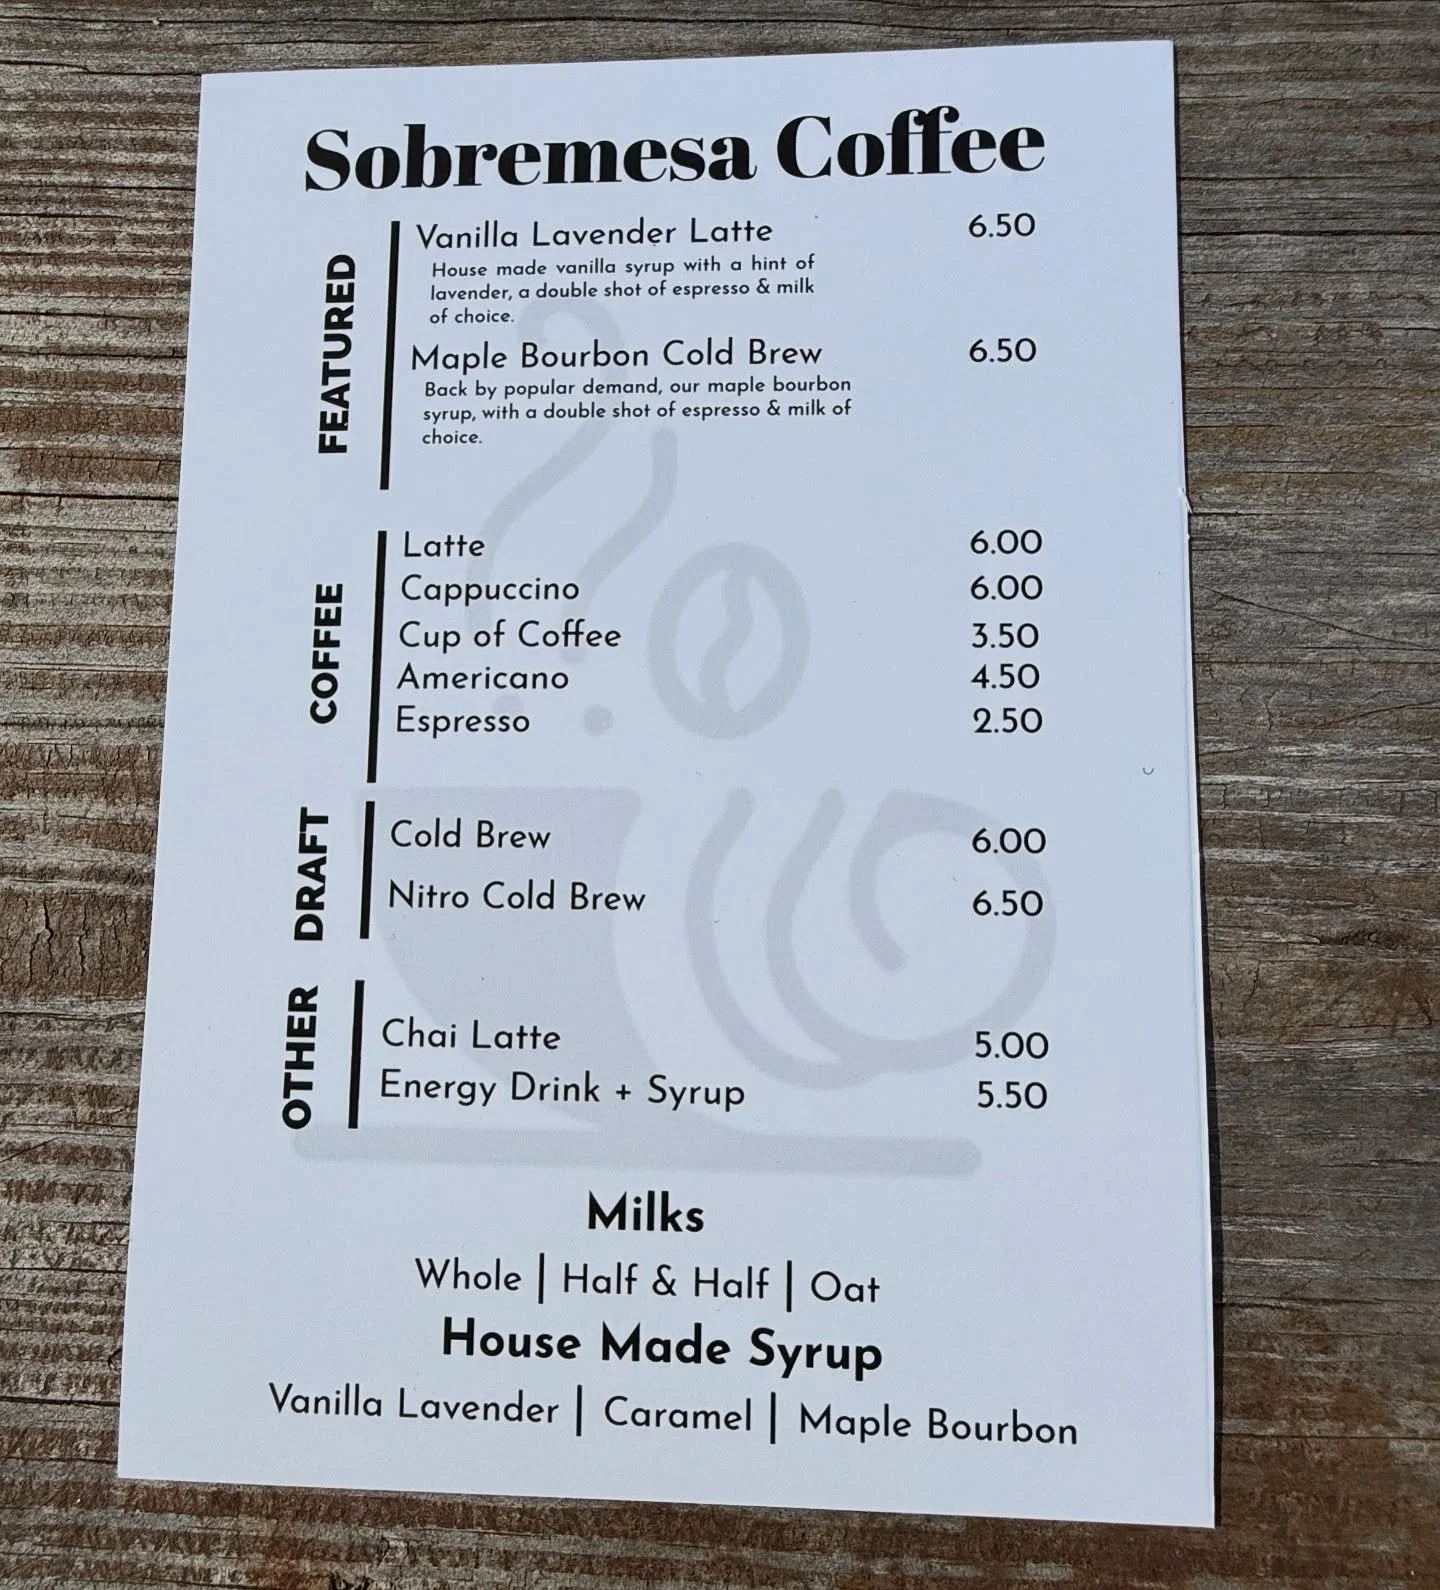 Sobremesa Coffee
FEATURED
Vanilla Lavender Latte 6.50
House made vanilla syrup with a hint of
lavender, a double shot of espresso & milk
of choice.
Maple Bourbon Cold Brew 6.50
Back by popular demand, our maple bourbon
syrup, with a double shot of espresso & milk of
choice.
COFFEE
Latte 6.00
Cappuccino 6.00
Cup of Coffee 3.50
Americano 4.50
Espresso 2.50
DRAFT
Cold Brew 6.00
Nitro Cold Brew 6.50
OTHER
Chai Latte 5.00
Energy Drink + Syrup 5.50
Milks
Whole | Half & Half | Oat
House Made Syrup
Vanilla Lavender | Caramel | Maple Bourbon